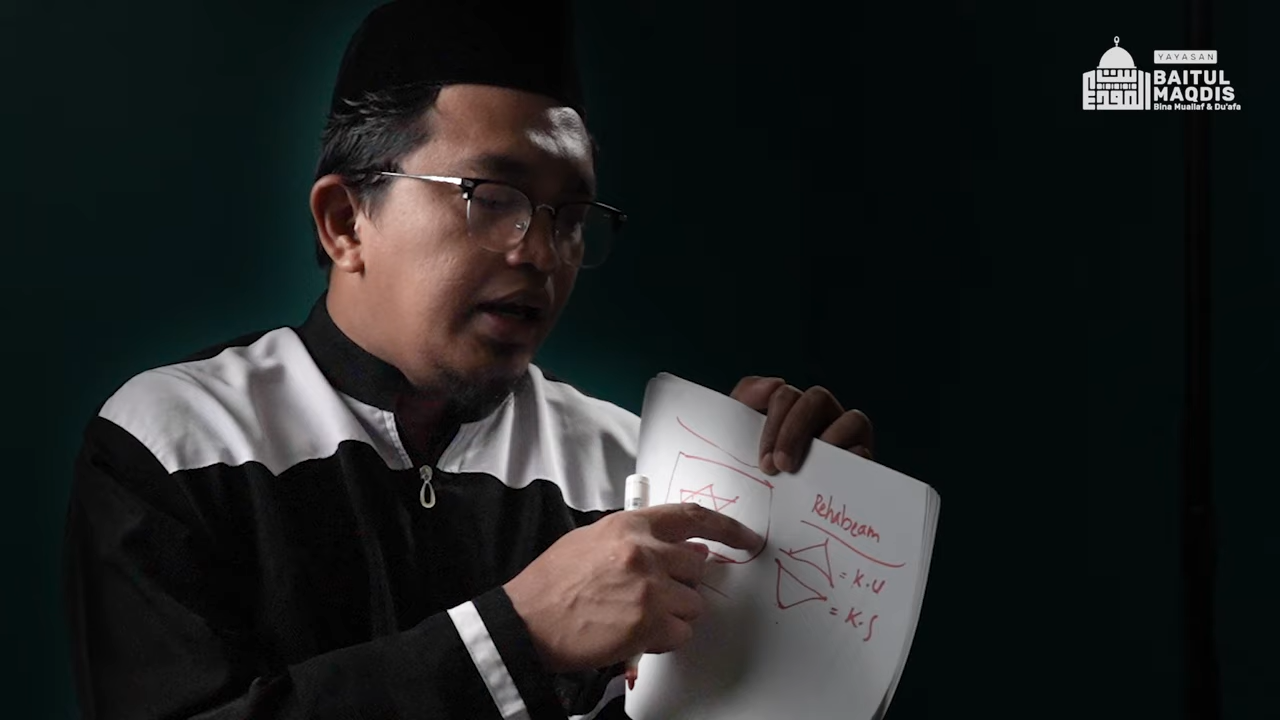 YAYASAN
BAITUL
MAQDIS
Bina Muallaf & Du'afa
Rehabeam
= K.U
= K.S